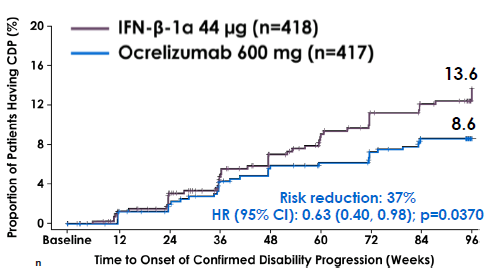 IFN-β-1a 44 µg (n=418)
Ocrelizumab 600 mg (n=417)
Proportion of Patients Having CDP (%)
20
16
12
8
4
0
13.6
8.6
Risk reduction: 37%
HR (95% CI): 0.63 (0.40, 0.98); p=0.0370
Baseline 12 24 36 48 60 72 84 96
Time to Onset of Confirmed Disability Progression (Weeks)
n